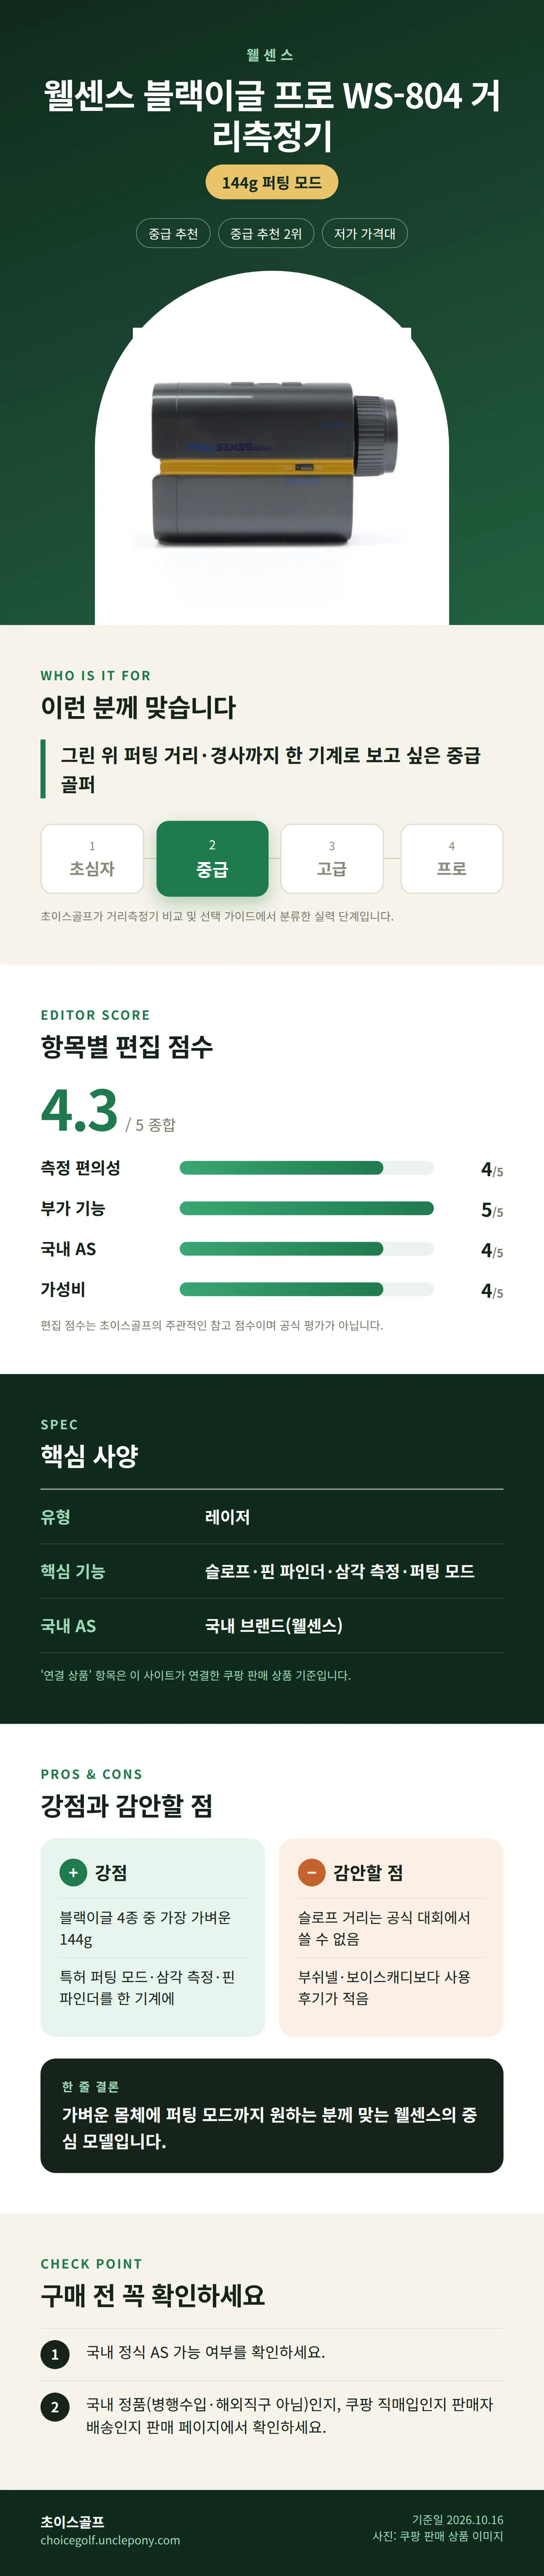 웰센스
웰센스 블랙이글 프로 WS-804 거
리측정기
144g 퍼팅 모드
중급 추천
중급 추천 2위
저가 가격대
WHO IS IT FOR
이런 분께 맞습니다
그린 위 퍼팅 거리·경사까지 한 기계로 보고 싶은 중급
골퍼
1
초심자
2
중급
3
고급
4
프로
초이스골프가 거리측정기 비교 및 선택 가이드에서 분류한 실력 단계입니다.
EDITOR SCORE
항목별 편집 점수
4.3 / 5 종합
측정 편의성 4/5
부가 기능 5/5
국내 AS 4/5
가성비 4/5
편집 점수는 초이스골프의 주관적인 참고 점수이며 공식 평가가 아닙니다.
SPEC
핵심 사양
유형 레이저
핵심 기능 슬로프·핀 파인더·삼각 측정·퍼팅 모드
국내 AS 국내 브랜드(웰센스)
'연결 상품' 항목은 이 사이트가 연결한 쿠팡 판매 상품 기준입니다.
PROS & CONS
강점과 감안할 점
+ 강점
블랙이글 4종 중 가장 가벼운
144g
특허 퍼팅 모드·삼각 측정·핀
파인더를 한 기계에
− 감안할 점
슬로프 거리는 공식 대회에서
쓸 수 없음
부쉬넬·보이스캐디보다 사용
후기가 적음
한 줄 결론
가벼운 몸체에 퍼팅 모드까지 원하는 분께 맞는 웰센스의 중
심 모델입니다.
CHECK POINT
구매 전 꼭 확인하세요
1 국내 정식 AS 가능 여부를 확인하세요.
2 국내 정품(병행수입·해외직구 아님)인지, 쿠팡 직매입인지 판매자
배송인지 판매 페이지에서 확인하세요.
초이스골프
choicegolf.unclepony.com
기준일 2026.10.16
사진: 쿠팡 판매 상품 이미지